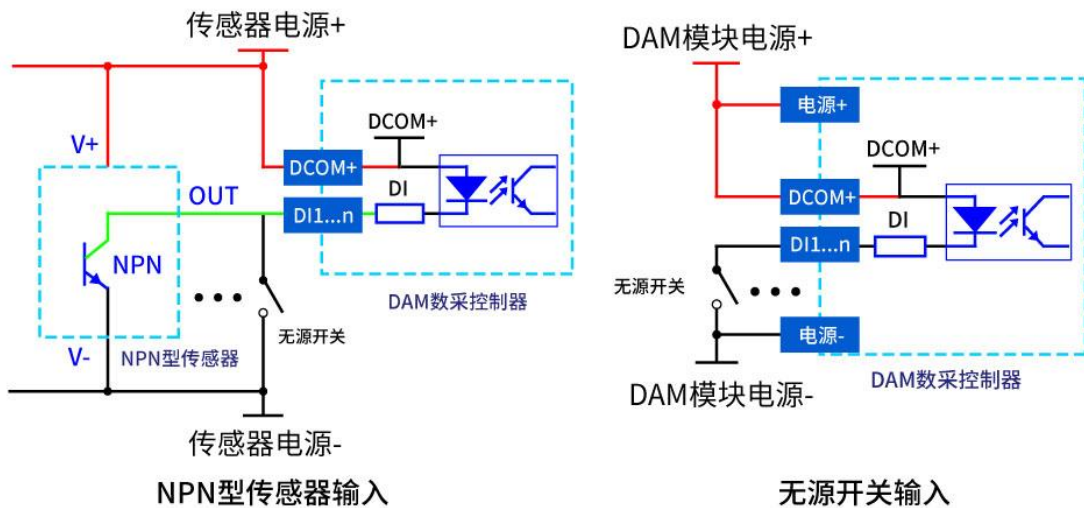 传感器电源+
DCOM+
V+
DCOM+
DI
OUT
DI1...n
NPN
DAM数采控制器
无源开关
V-
NPN型传感器
传感器电源-
NPN型传感器输入
DAM模块电源+
电源+
DCOM+
DCOM+
DI
DI1...n
无源开关
电源-
DAM数采控制器
DAM模块电源-
无源开关输入